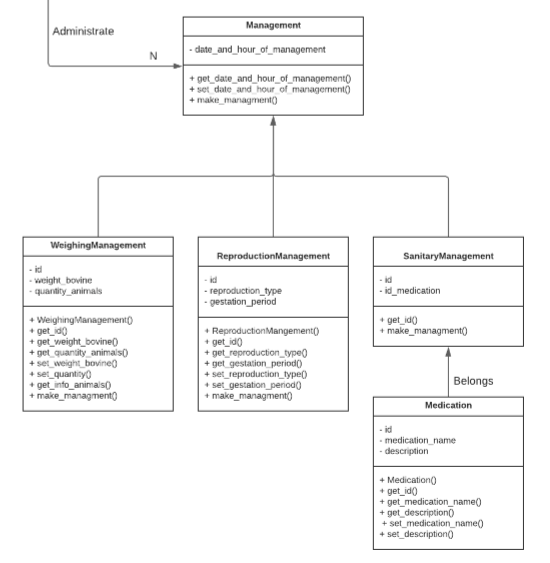 Administrate
N
Management
- date_and_hour_of_management
+ get_date_and_hour_of_management()
+ set_date_and_hour_of_management()
+ make_managment()
WeighingManagement
- id
- weight_bovine
- quantity_animals
+ WeighingManagement()
+ get_id()
+ get_weight_bovine()
+ get_quantity_animals()
+ set_weight_bovine()
+ set_quantity()
+ get_info_animals()
+ make_managment()
ReproductionManagement
- id
- reproduction_type
- gestation_period
+ ReproductionMangement()
+ get_id()
+ get_reproduction_type()
+ get_gestation_period()
+ set_reproduction_type()
+ set_gestation_period()
+ make_managment()
SanitaryManagement
- id
- id_medication
+ get_id()
+ make_managment()
Belongs
Medication
- id
- medication_name
- description
+ Medication()
+ get_id()
+ get_medication_name()
+ get_description()
+ set_medication_name()
+ set_description()